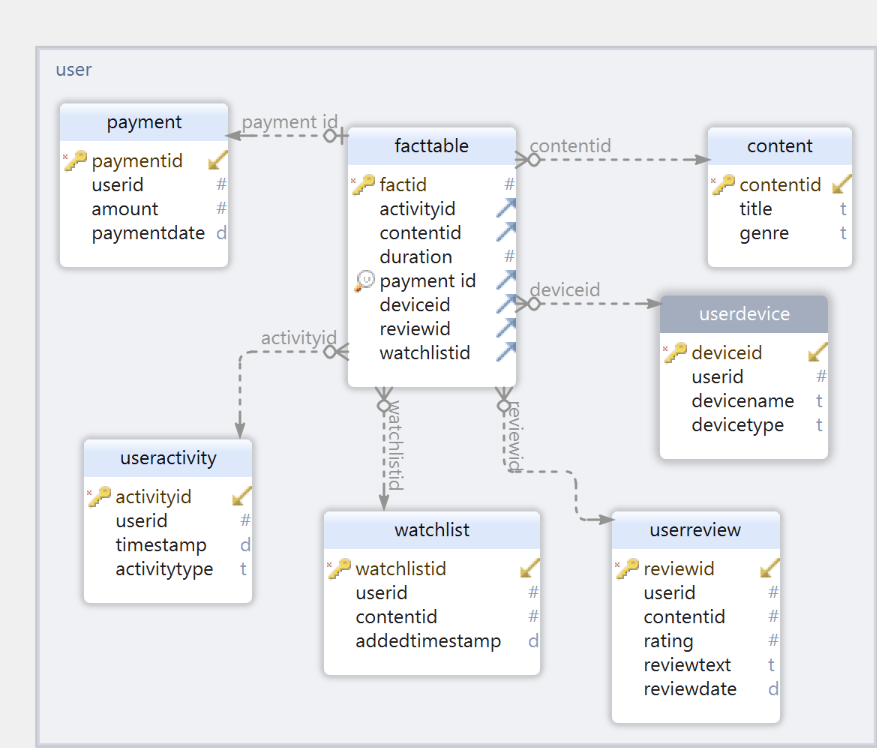 user
payment
paymentid
userid #
amount #
paymentdate d
payment id
facttable
factid #
activityid
contentid
duration #
payment id
deviceid
reviewid
watchlistid
contentid
content
contentid
title t
genre t
deviceid
userdevice
deviceid
userid #
devicename t
devicetype t
activityid
watchlistid
reviewid
useractivity
activityid
userid #
timestamp d
activitytype t
watchlist
watchlistid
userid #
contentid #
addedtimestamp d
userreview
reviewid
userid #
contentid #
rating #
reviewtext t
reviewdate d